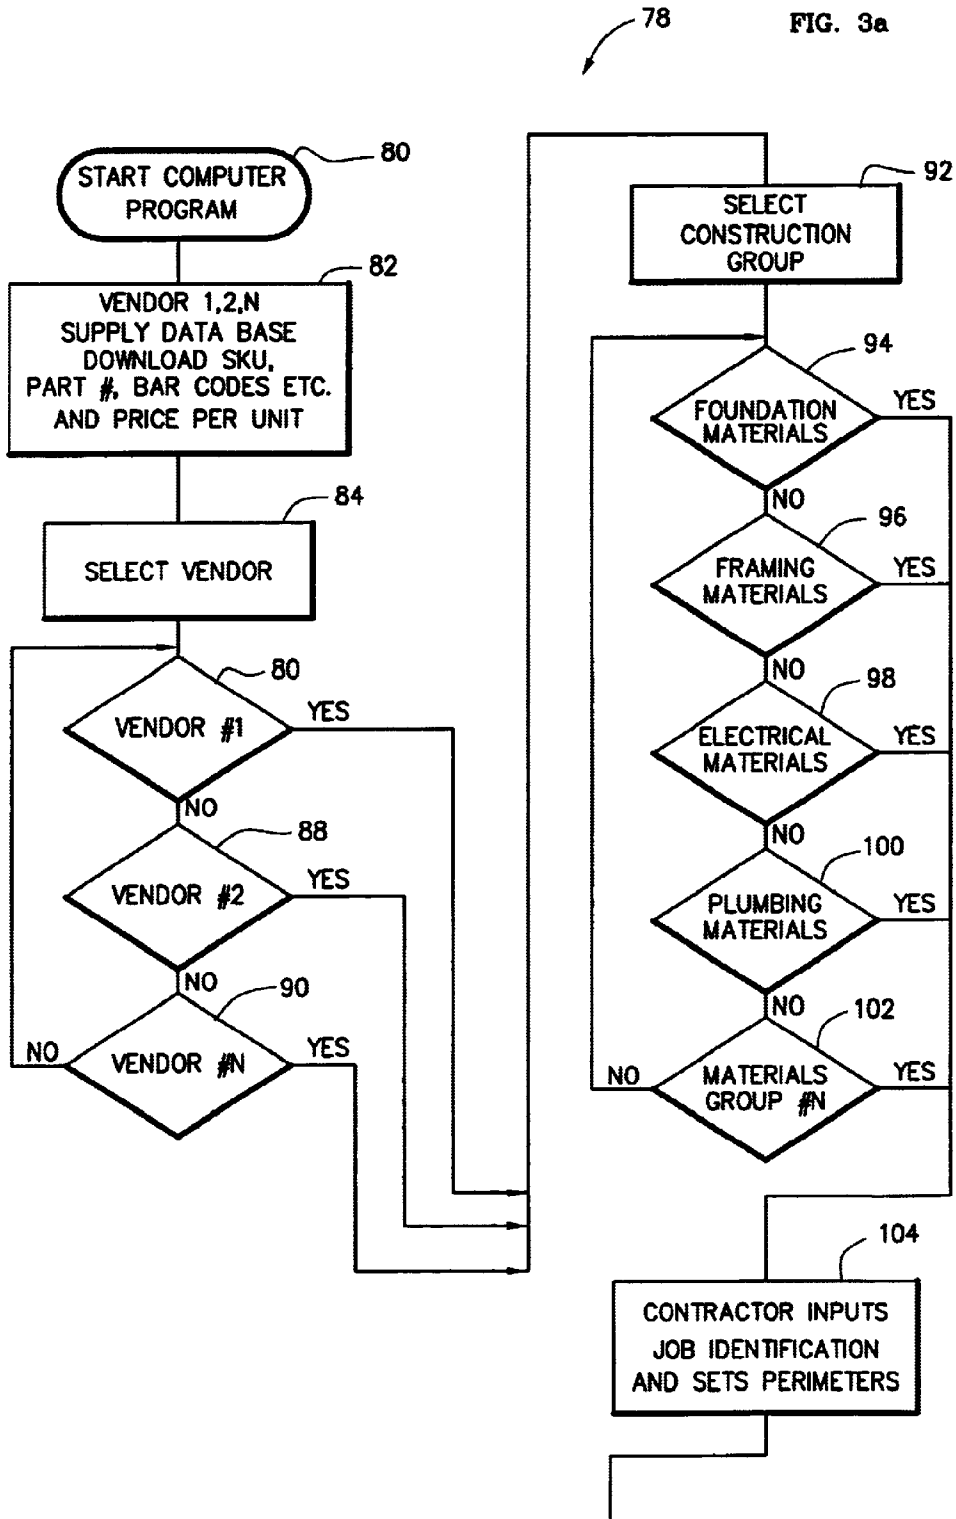 FIG. 3a
78
80
START COMPUTER
PROGRAM
82
VENDOR 1,2,N
SUPPLY DATA BASE
DOWNLOAD SKU,
PART #, BAR CODES ETC.
AND PRICE PER UNIT
84
SELECT VENDOR
80
VENDOR #1
YES
NO
88
VENDOR #2
YES
NO
90
VENDOR #N
YES
NO
92
SELECT
CONSTRUCTION
GROUP
94
FOUNDATION
MATERIALS
YES
NO
96
FRAMING
MATERIALS
YES
NO
98
ELECTRICAL
MATERIALS
YES
NO
100
PLUMBING
MATERIALS
YES
NO
102
MATERIALS
GROUP #N
YES
NO
104
CONTRACTOR INPUTS
JOB IDENTIFICATION
AND SETS PERIMETERS